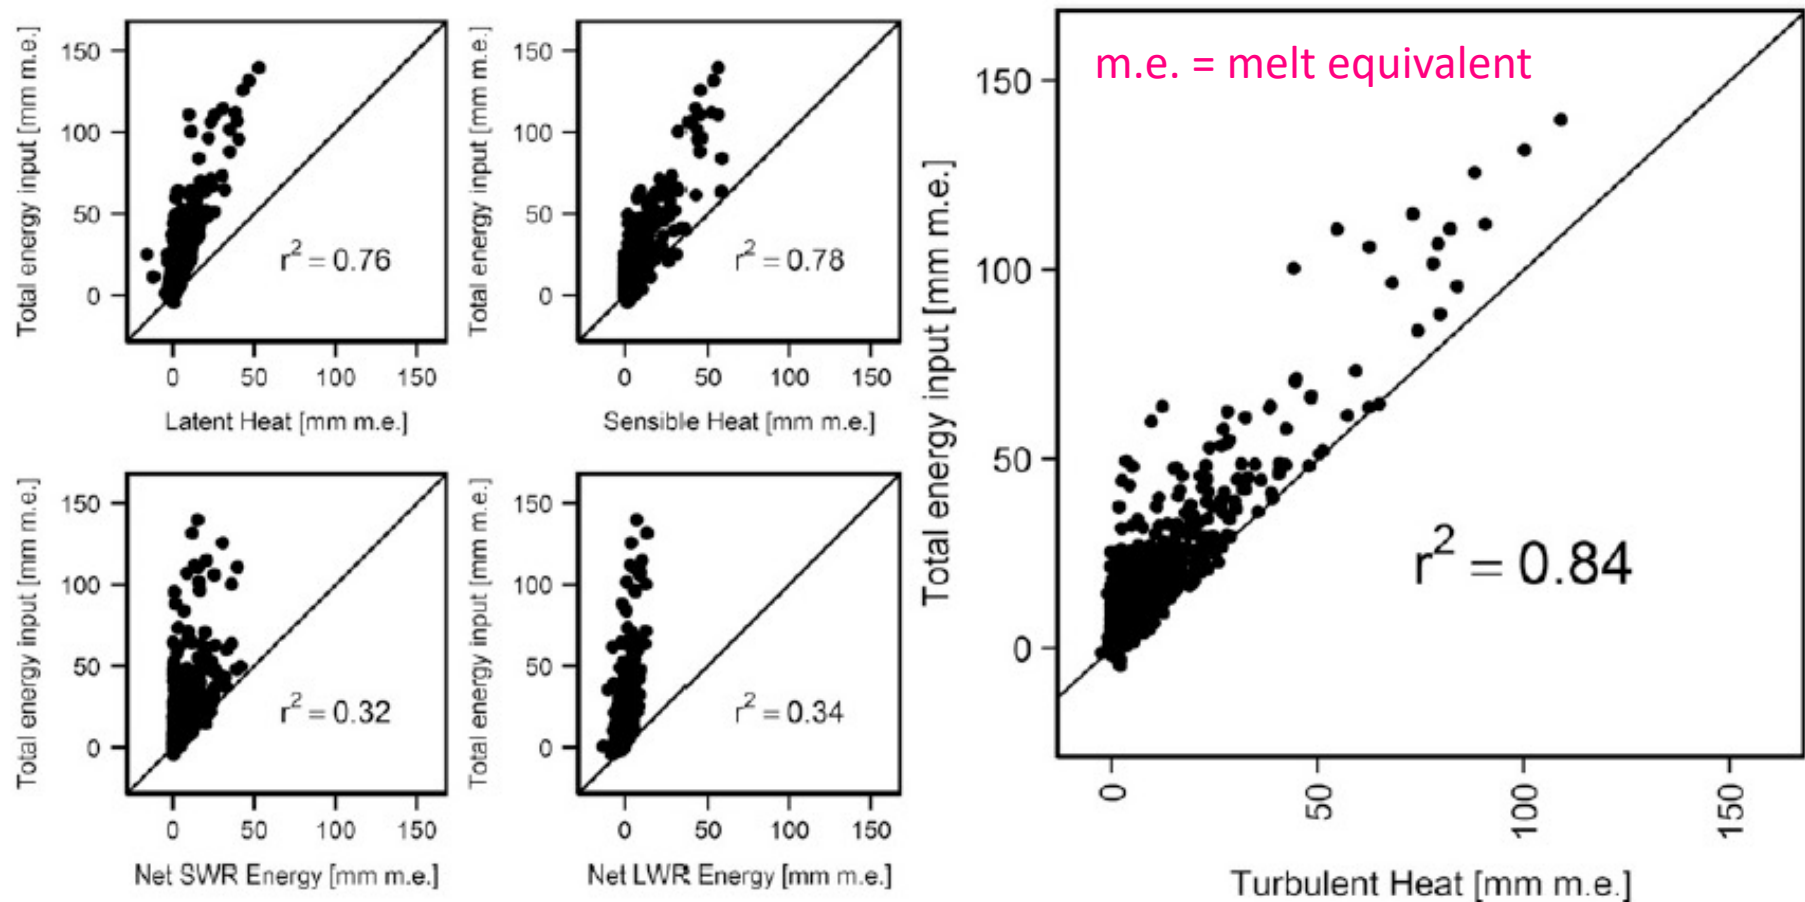 Total energy input [mm m.e.]
150
100
50
0
r² = 0.76
0 50 100 150
Latent Heat [mm m.e.]
Total energy input [mm m.e.]
150
100
50
0
r² = 0.78
0 50 100 150
Sensible Heat [mm m.e.]
Total energy input [mm m.e.]
150
100
50
0
r² = 0.32
0 50 100 150
Net SWR Energy [mm m.e.]
Total energy input [mm m.e.]
150
100
50
0
r² = 0.34
0 50 100 150
Net LWR Energy [mm m.e.]
m.e. = melt equivalent
Total energy input [mm m.e.]
150
100
50
0
r² = 0.84
0 50 100 150
Turbulent Heat [mm m.e.]